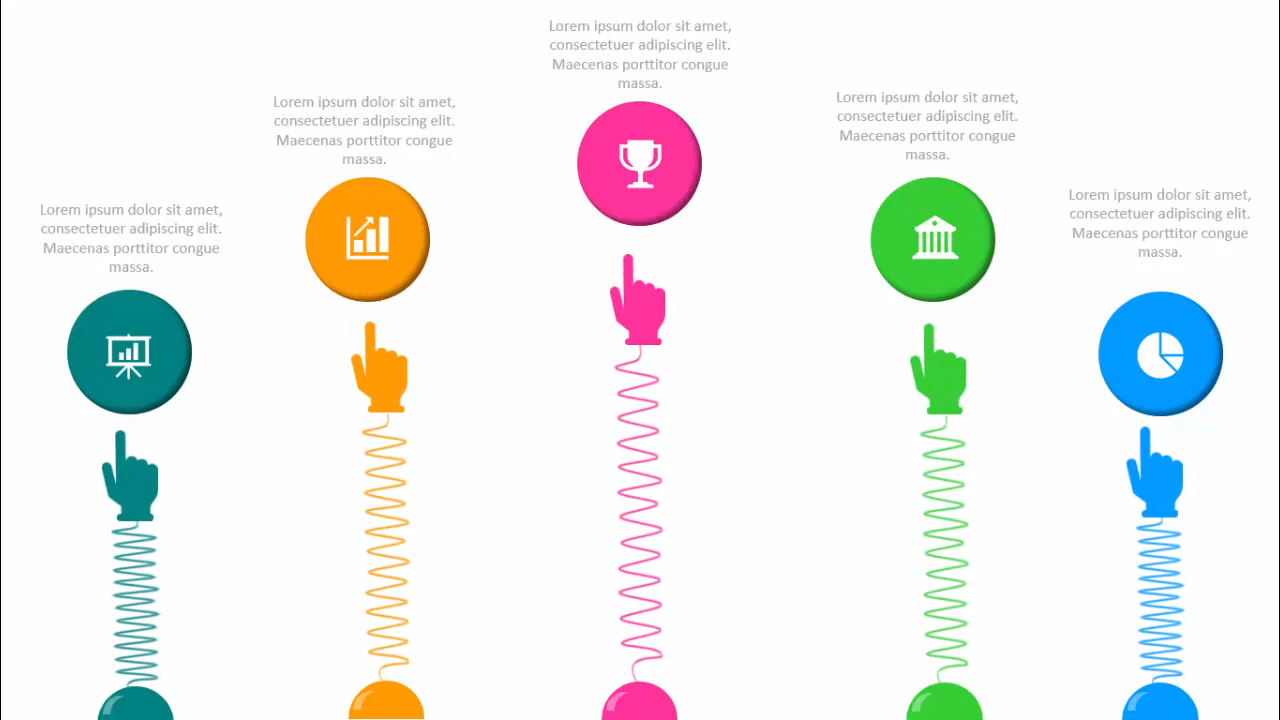 Lorem ipsum dolor sit amet,
consectetuer adipiscing elit.
Maecenas porttitor congue
massa.
Lorem ipsum dolor sit amet,
consectetuer adipiscing elit.
Maecenas porttitor congue
massa.
Lorem ipsum dolor sit amet,
consectetuer adipiscing elit.
Maecenas porttitor congue
massa.
Lorem ipsum dolor sit amet,
consectetuer adipiscing elit.
Maecenas porttitor congue
massa.
Lorem ipsum dolor sit amet,
consectetuer adipiscing elit.
Maecenas porttitor congue
massa.